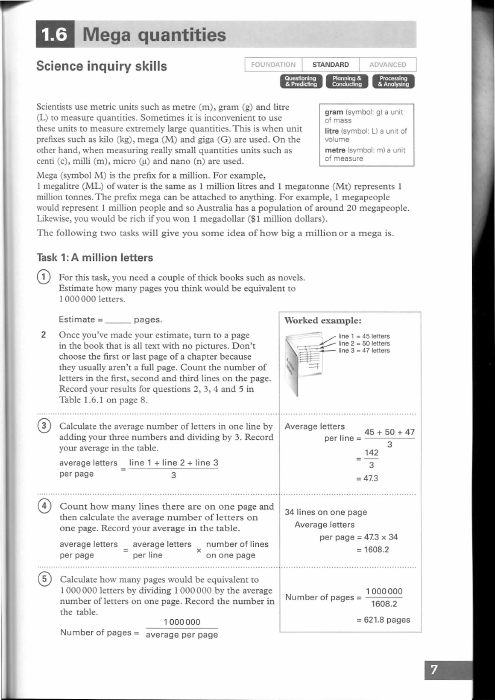 1.6 Mega quantities
Science inquiry skills
FOUNDATION STANDARD ADVANCED
Questioning & Predicting
Planning & Conducting
Processing & Analysing
Scientists use metric units such as metre (m), gram (g) and litre
(L) to measure quantities. Sometimes it is inconvenient to use
these units to measure extremely large quantities. This is when unit
prefixes such as kilo (kg), mega (M) and giga (G) are used. On the
other hand, when measuring really small quantities units such as
centi (c), milli (m), micro (µ) and nano (n) are used.
gram (symbol: g) a unit
of mass
litre (symbol: L) a unit of
volume
metre (symbol: m) a unit
of measure
Mega (symbol M) is the prefix for a million. For example,
1 megalitre (ML) of water is the same as 1 million litres and 1 megatonne (Mt) represents 1
million tonnes. The prefix mega can be attached to anything. For example, 1 megapeople
would represent 1 million people and so Australia has a population of around 20 megapeople.
Likewise, you would be rich if you won 1 megadollar ($1 million dollars).
The following two tasks will give you some idea of how big a million or a mega is.
Task 1: A million letters
1 For this task, you need a couple of thick books such as novels.
Estimate how many pages you think would be equivalent to
1 000 000 letters.
Estimate = _____ pages.
2 Once you've made your estimate, turn to a page
in the book that is all text with no pictures. Don't
choose the first or last page of a chapter because
they usually aren't a full page. Count the number of
letters in the first, second and third lines on the page.
Record your results for questions 2, 3, 4 and 5 in
Table 1.6.1 on page 8.
Worked example:
line 1 = 45 letters
line 2 = 50 letters
line 3 = 47 letters
3 Calculate the average number of letters in one line by
adding your three numbers and dividing by 3. Record
your average in the table.
average letters per page = line 1 + line 2 + line 3
3
Average letters
per line = 45 + 50 + 47
3
= 142
3
= 47.3
4 Count how many lines there are on one page and
then calculate the average number of letters on
one page. Record your average in the table.
average letters per page = average letters per line × number of lines on one page
34 lines on one page
Average letters
per page = 47.3 × 34
= 1608.2
5 Calculate how many pages would be equivalent to
1 000 000 letters by dividing 1 000 000 by the average
number of letters on one page. Record the number in
the table.
Number of pages = 1 000 000
average per page
Number of pages = 1 000 000
1608.2
= 621.8 pages
7